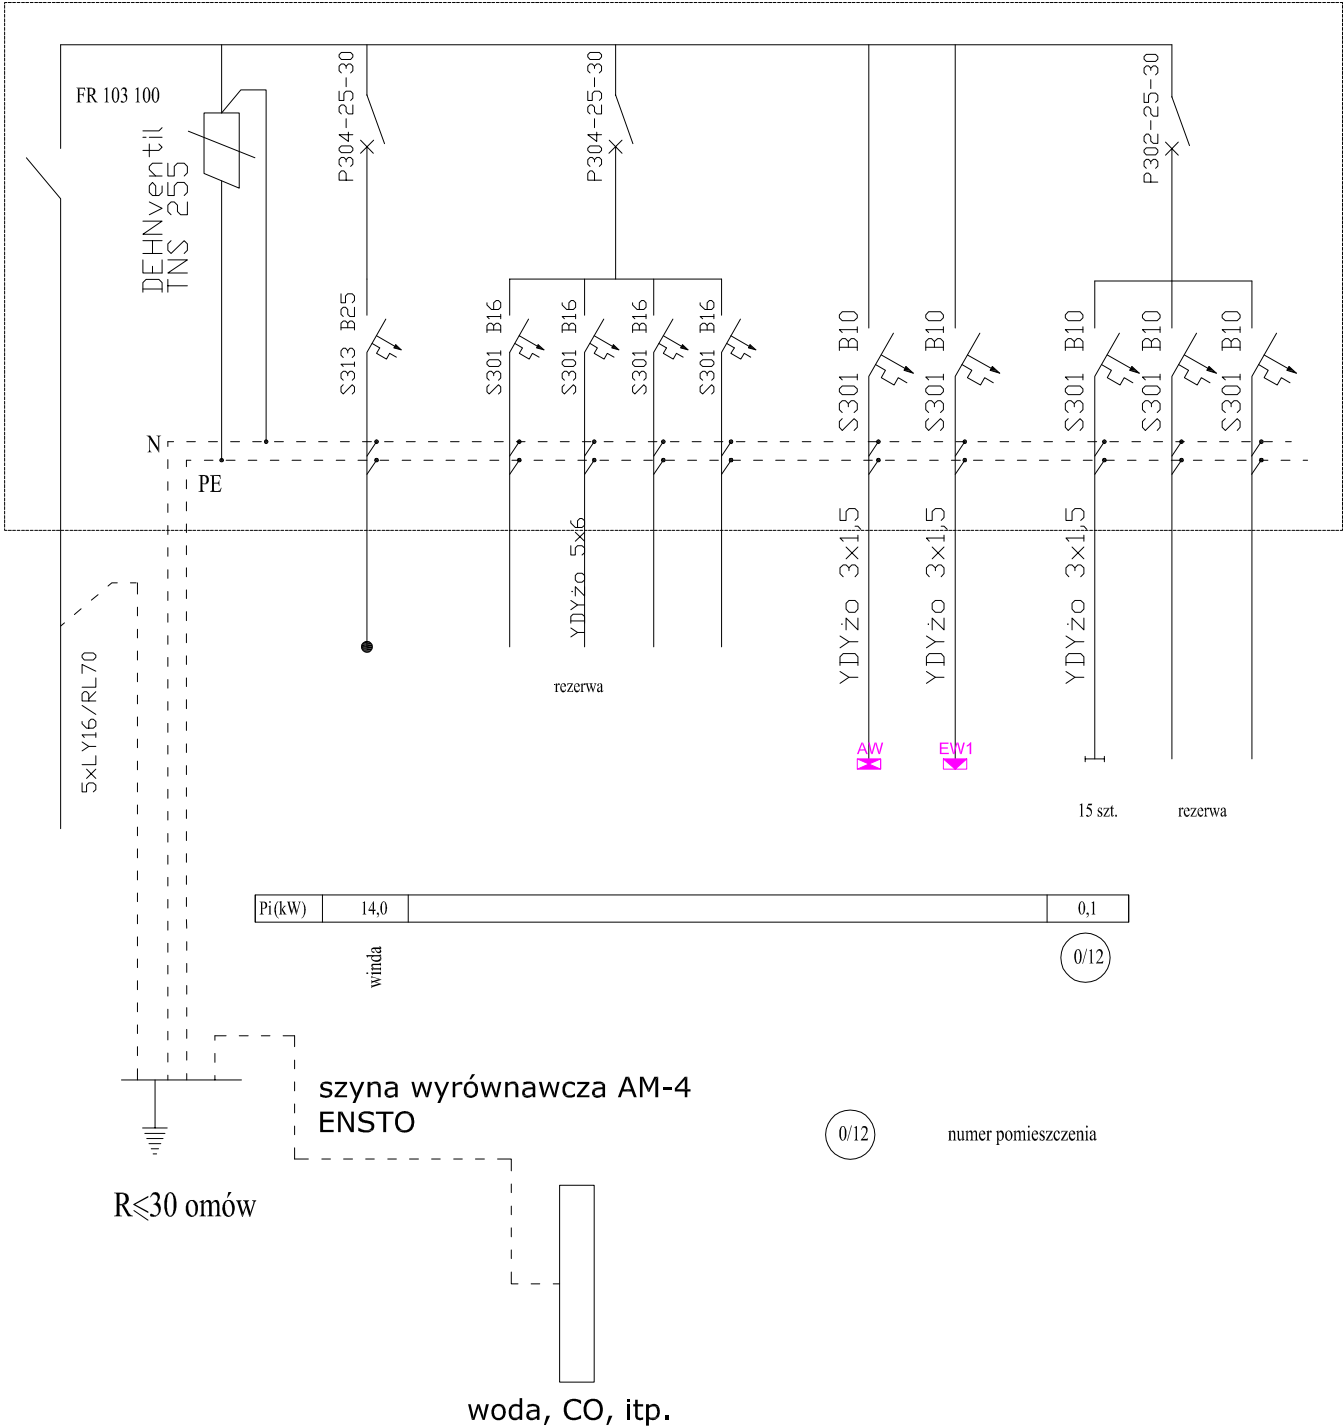 FR 103 100
DEHNventil
TNS 255
P304-25-30
P304-25-30
P302-25-30
S313 B25
S301 B16
S301 B16
S301 B16
S301 B16
S301 B10
S301 B10
S301 B10
S301 B10
S301 B10
N
PE
YDYżo 5x6
YDYżo 3x1,5
YDYżo 3x1,5
YDYżo 3x1,5
5xLY16/RL70
rezerwa
AW
EW1
15 szt.
rezerwa
Pi(kW) 14,0 0,1
winda
0/12
szyna wyrównawcza AM-4
ENSTO
0/12 numer pomieszczenia
R⩽30 omów
woda, CO, itp.